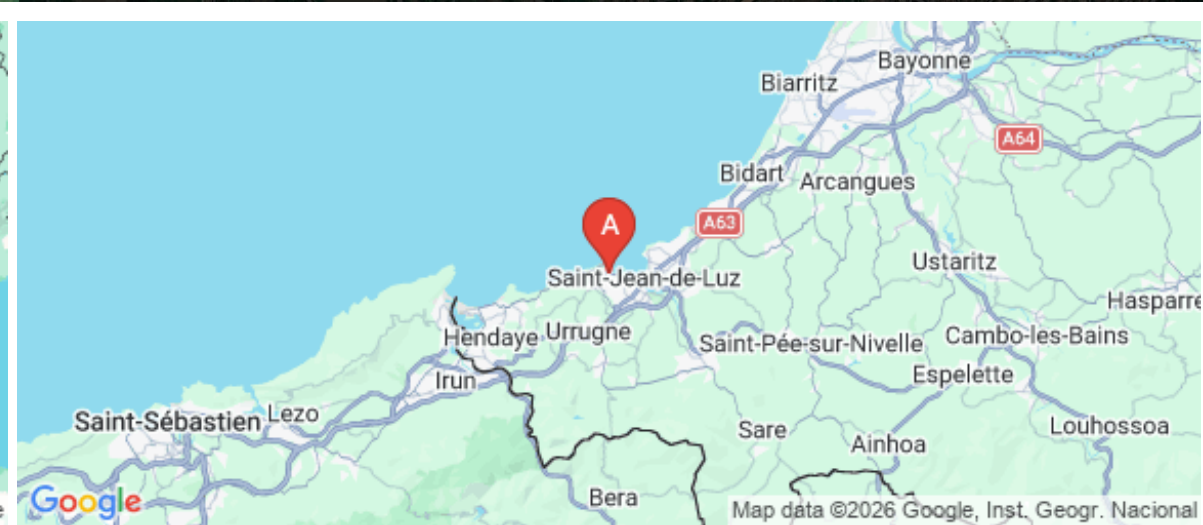 Bayonne
Biarritz
A64
Bidart
Arcangues
A63
A
Ustaritz
Saint-Jean-de-Luz
Hasparre
Hendaye
Urrugne
Saint-Pée-sur-Nivelle
Cambo-les-Bains
Irun
Espelette
Saint-Sébastien
Lezo
Sare
Ainhoa
Louhossoa
Bera
Google
Map data ©2026 Google, Inst. Geogr. Nacional